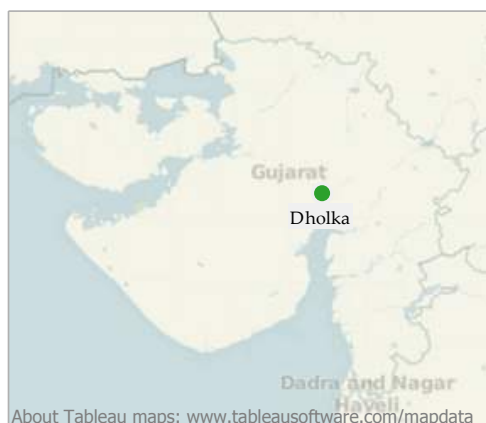 Gujarat
Dholka
Dadra and Nagar
Haveli
About Tableau maps: www.tableausoftware.com/mapdata